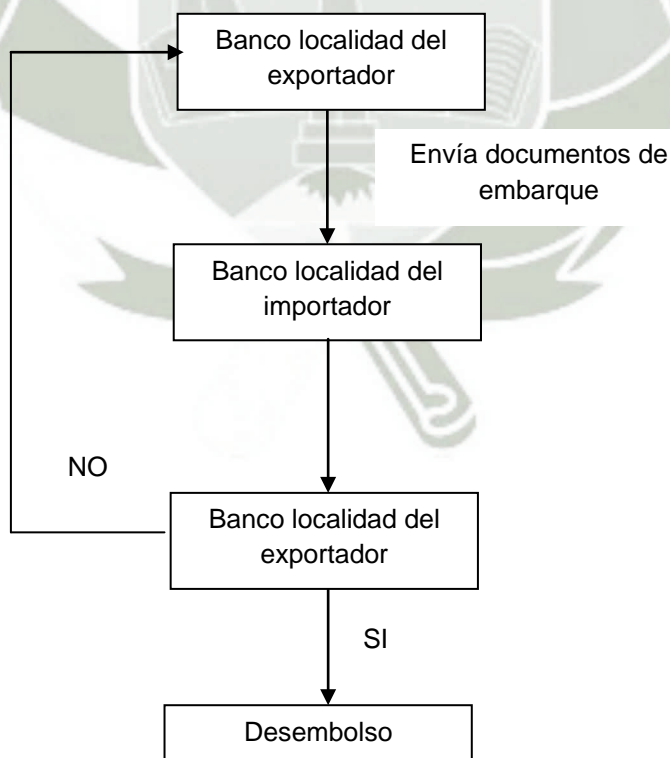 Banco localidad del
exportador
Envía documentos de
embarque
Banco localidad del
importador
NO
Banco localidad del
exportador
SI
Desembolso